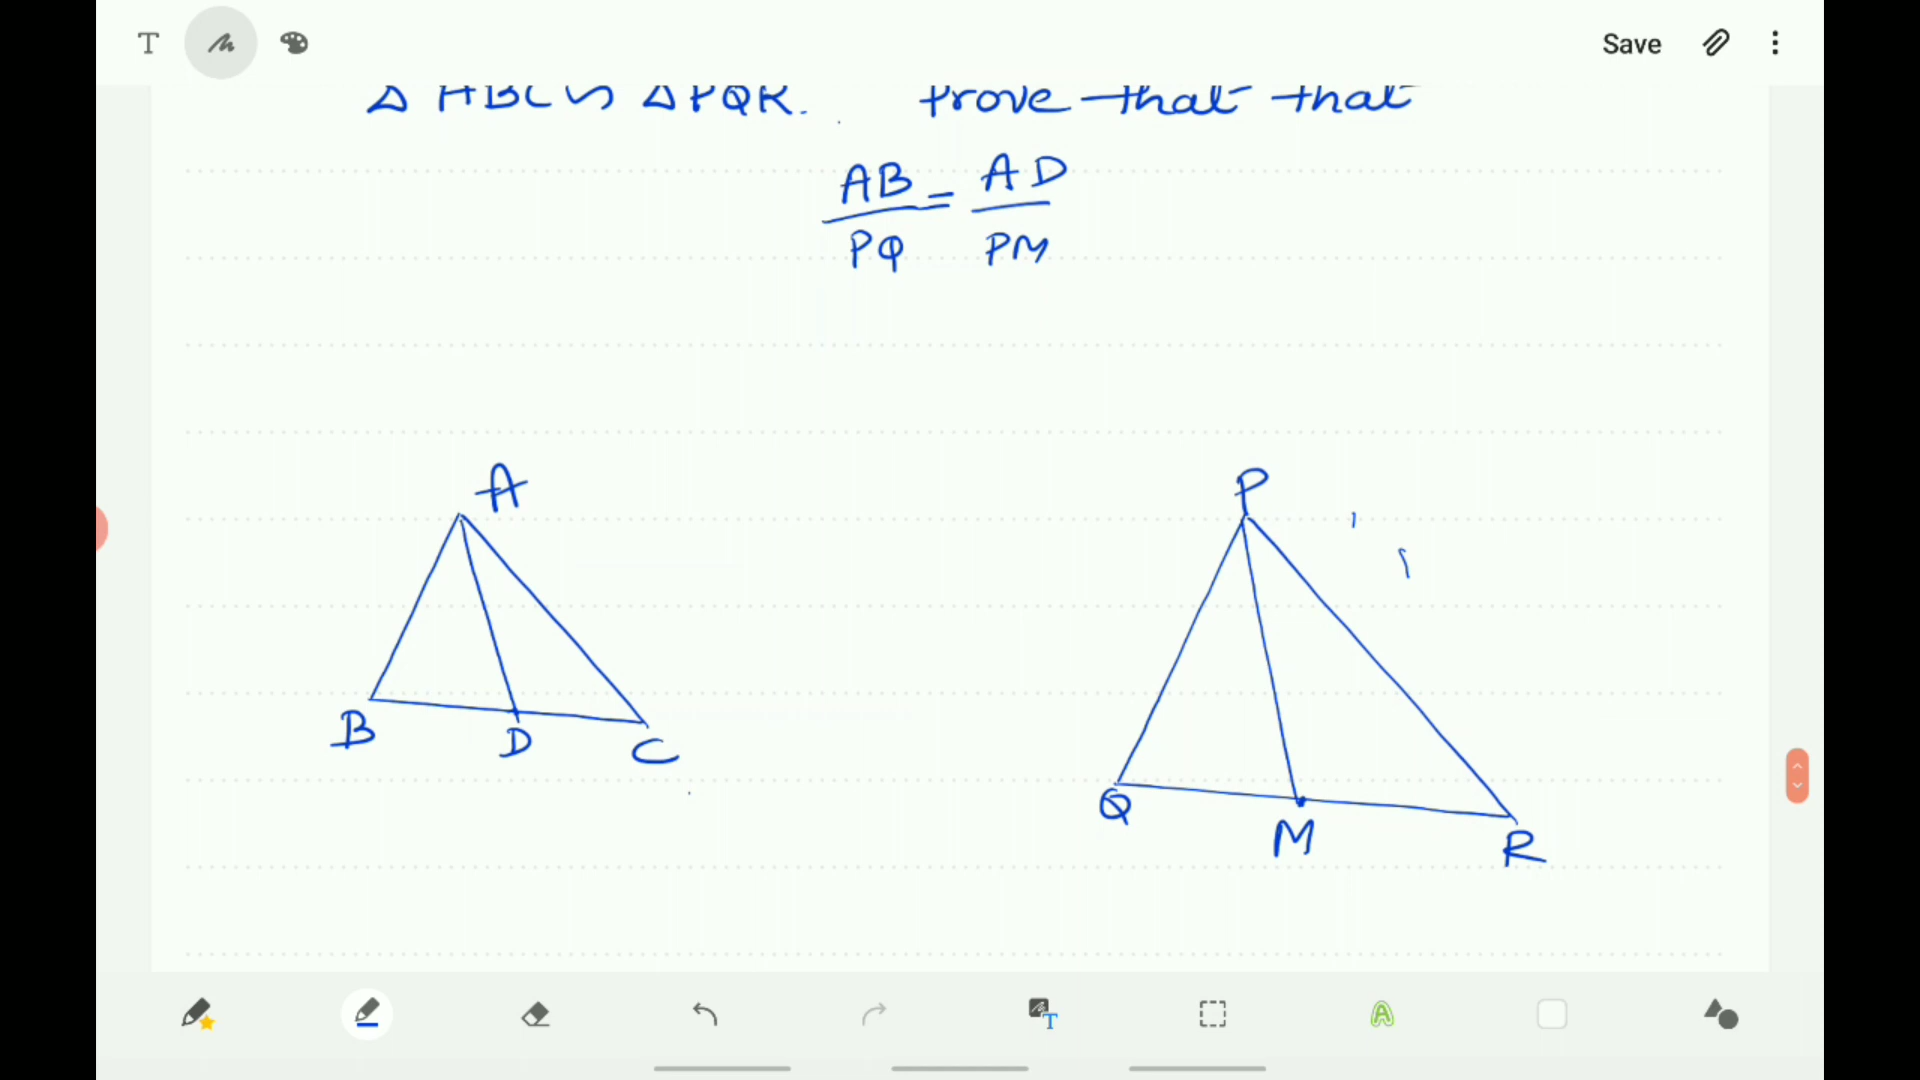 Save
Δ ABC ∽ Δ PQR. Prove that that
AB = AD
PQ PM
A
P
B
D
C
Q
M
R